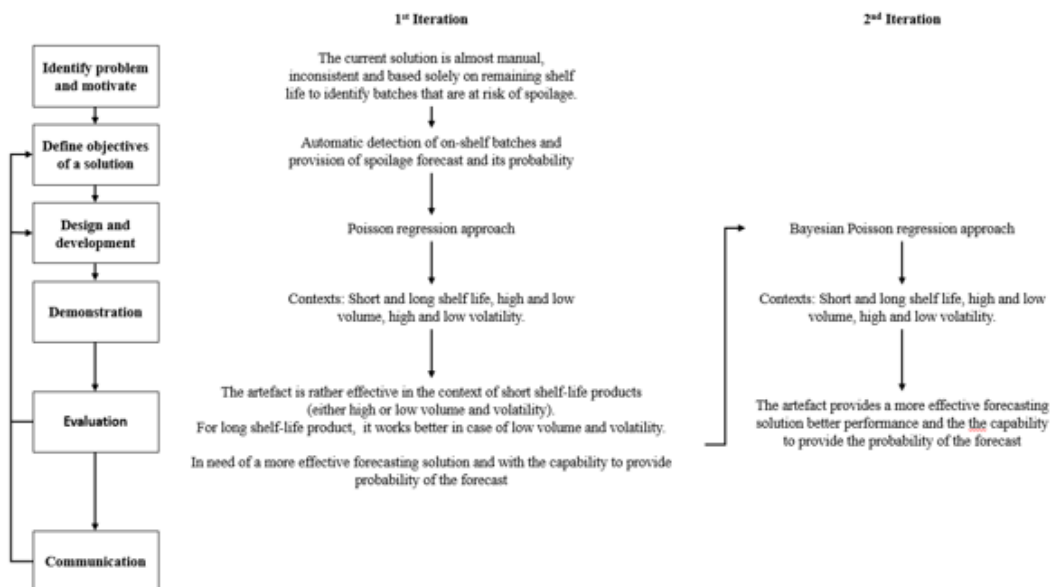 1st Iteration
2nd Iteration
Identify problem
and motivate
The current solution is almost manual,
inconsistent and based solely on remaining shelf
life to identify batches that are at risk of spoilage.
Define objectives
of a solution
Automatic detection of on-shelf batches and
provision of spoilage forecast and its probability
Design and
development
Poisson regression approach
Bayesian Poisson regression approach
Demonstration
Contexts: Short and long shelf life, high and low
volume, high and low volatility.
Contexts: Short and long shelf life, high and low
volume, high and low volatility.
Evaluation
The artefact is rather effective in the context of short shelf-life products
(either high or low volume and volatility).
For long shelf-life product, it works better in case of low volume and volatility.
In need of a more effective forecasting solution and with the capability to provide
probability of the forecast
The artefact provides a more effective forecasting
solution better performance and the the capability
to provide the probability of the forecast
Communication